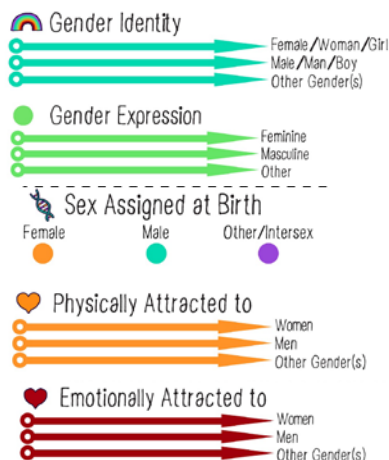 Gender Identity
Female/Woman/Girl
Male/Man/Boy
Other Gender(s)
Gender Expression
Feminine
Masculine
Other
Sex Assigned at Birth
Female Male Other/Intersex
Physically Attracted to
Women
Men
Other Gender(s)
Emotionally Attracted to
Women
Men
Other Gender(s)